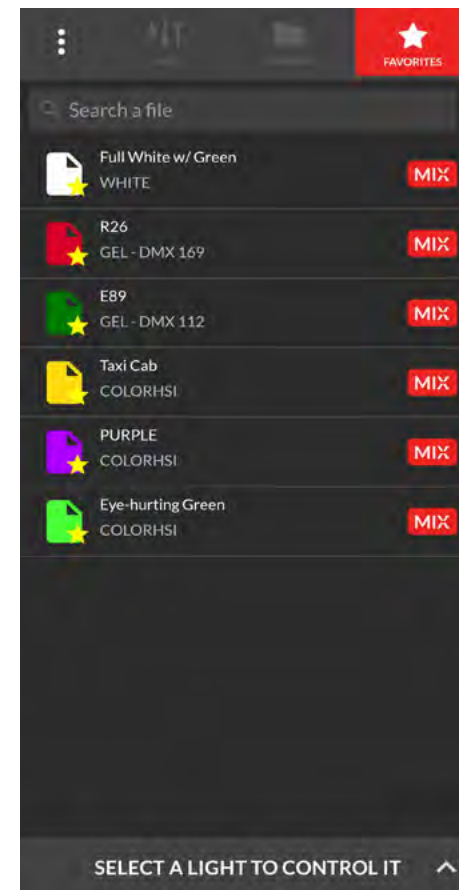 FAVORITES
Search a file
Full White w/ Green
WHITE
MIX
R26
GEL - DMX 169
MIX
E89
GEL - DMX 112
MIX
Taxi Cab
COLORHSI
MIX
PURPLE
COLORHSI
MIX
Eye-hurting Green
COLORHSI
MIX
SELECT A LIGHT TO CONTROL IT